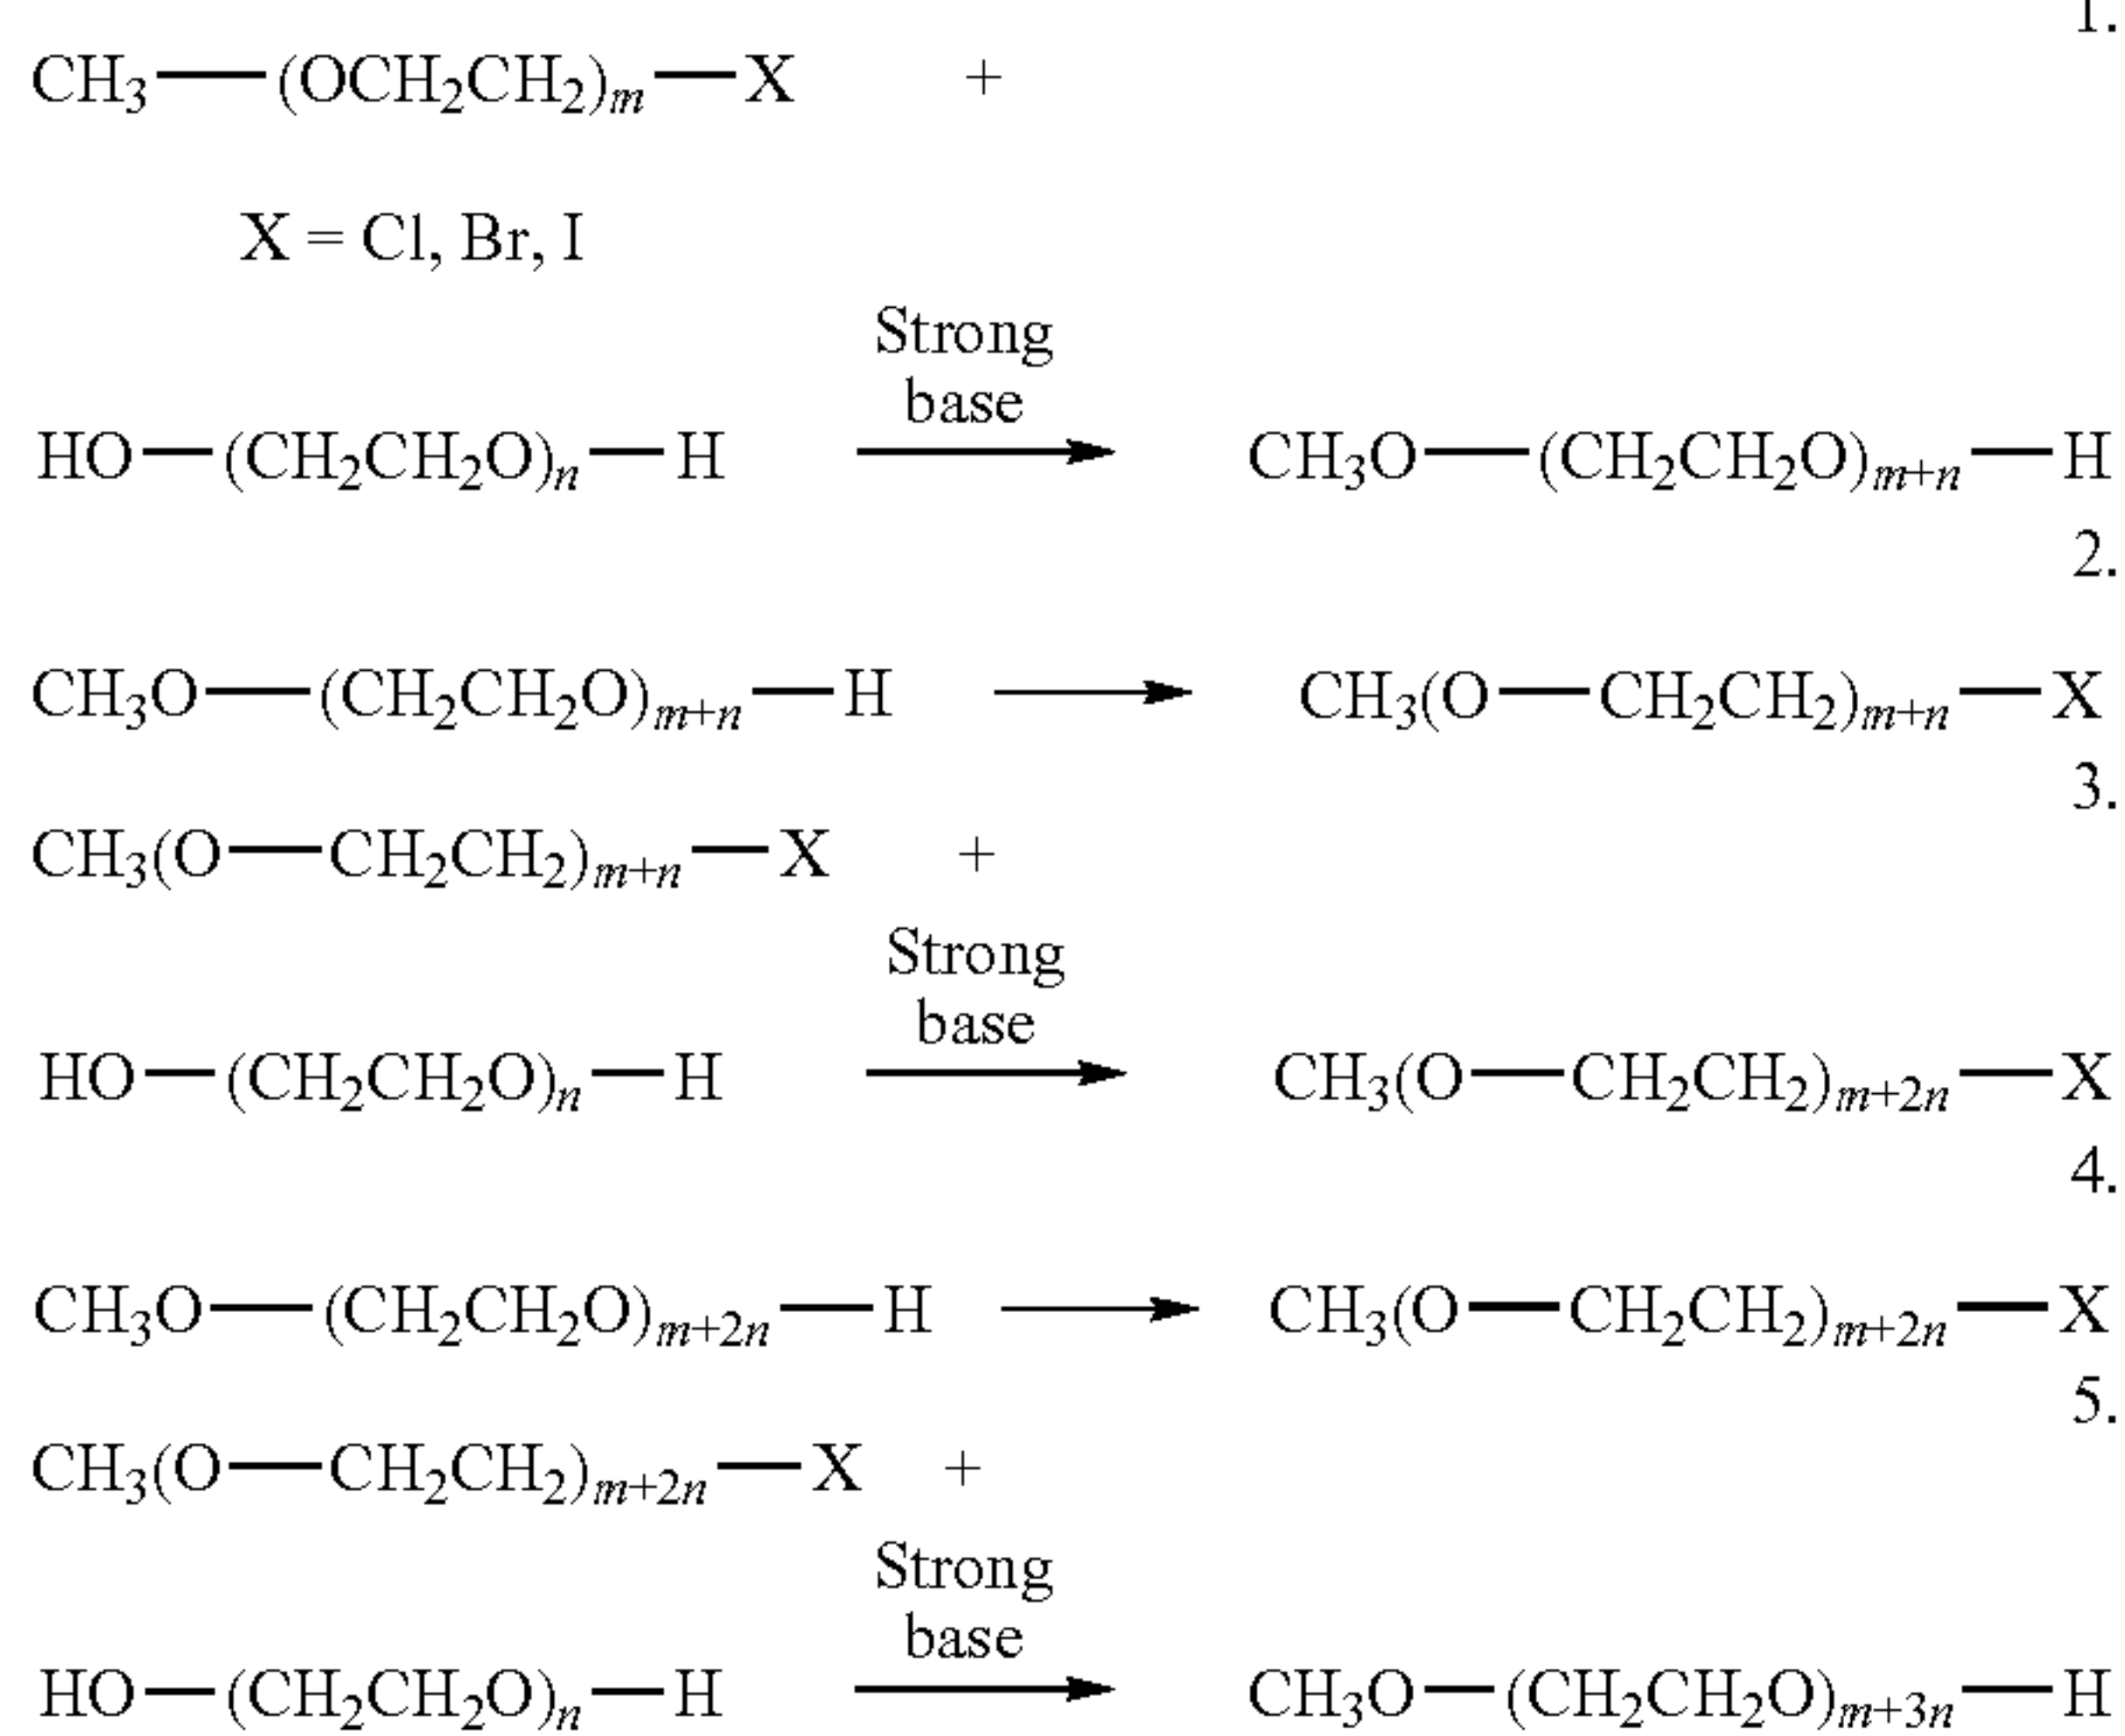 1.
CH₃—(OCH₂CH₂)ₘ—X +
X = Cl, Br, I
Strong
base
HO—(CH₂CH₂O)ₙ—H ⟶ CH₃O—(CH₂CH₂O)ₘ₊ₙ—H
2.
CH₃O—(CH₂CH₂O)ₘ₊ₙ—H ⟶ CH₃(O—CH₂CH₂)ₘ₊ₙ—X
3.
CH₃(O—CH₂CH₂)ₘ₊ₙ—X +
Strong
base
HO—(CH₂CH₂O)ₙ—H ⟶ CH₃(O—CH₂CH₂)ₘ₊₂ₙ—X
4.
CH₃O—(CH₂CH₂O)ₘ₊₂ₙ—H ⟶ CH₃(O—CH₂CH₂)ₘ₊₂ₙ—X
5.
CH₃(O—CH₂CH₂)ₘ₊₂ₙ—X +
Strong
base
HO—(CH₂CH₂O)ₙ—H ⟶ CH₃O—(CH₂CH₂O)ₘ₊₃ₙ—H